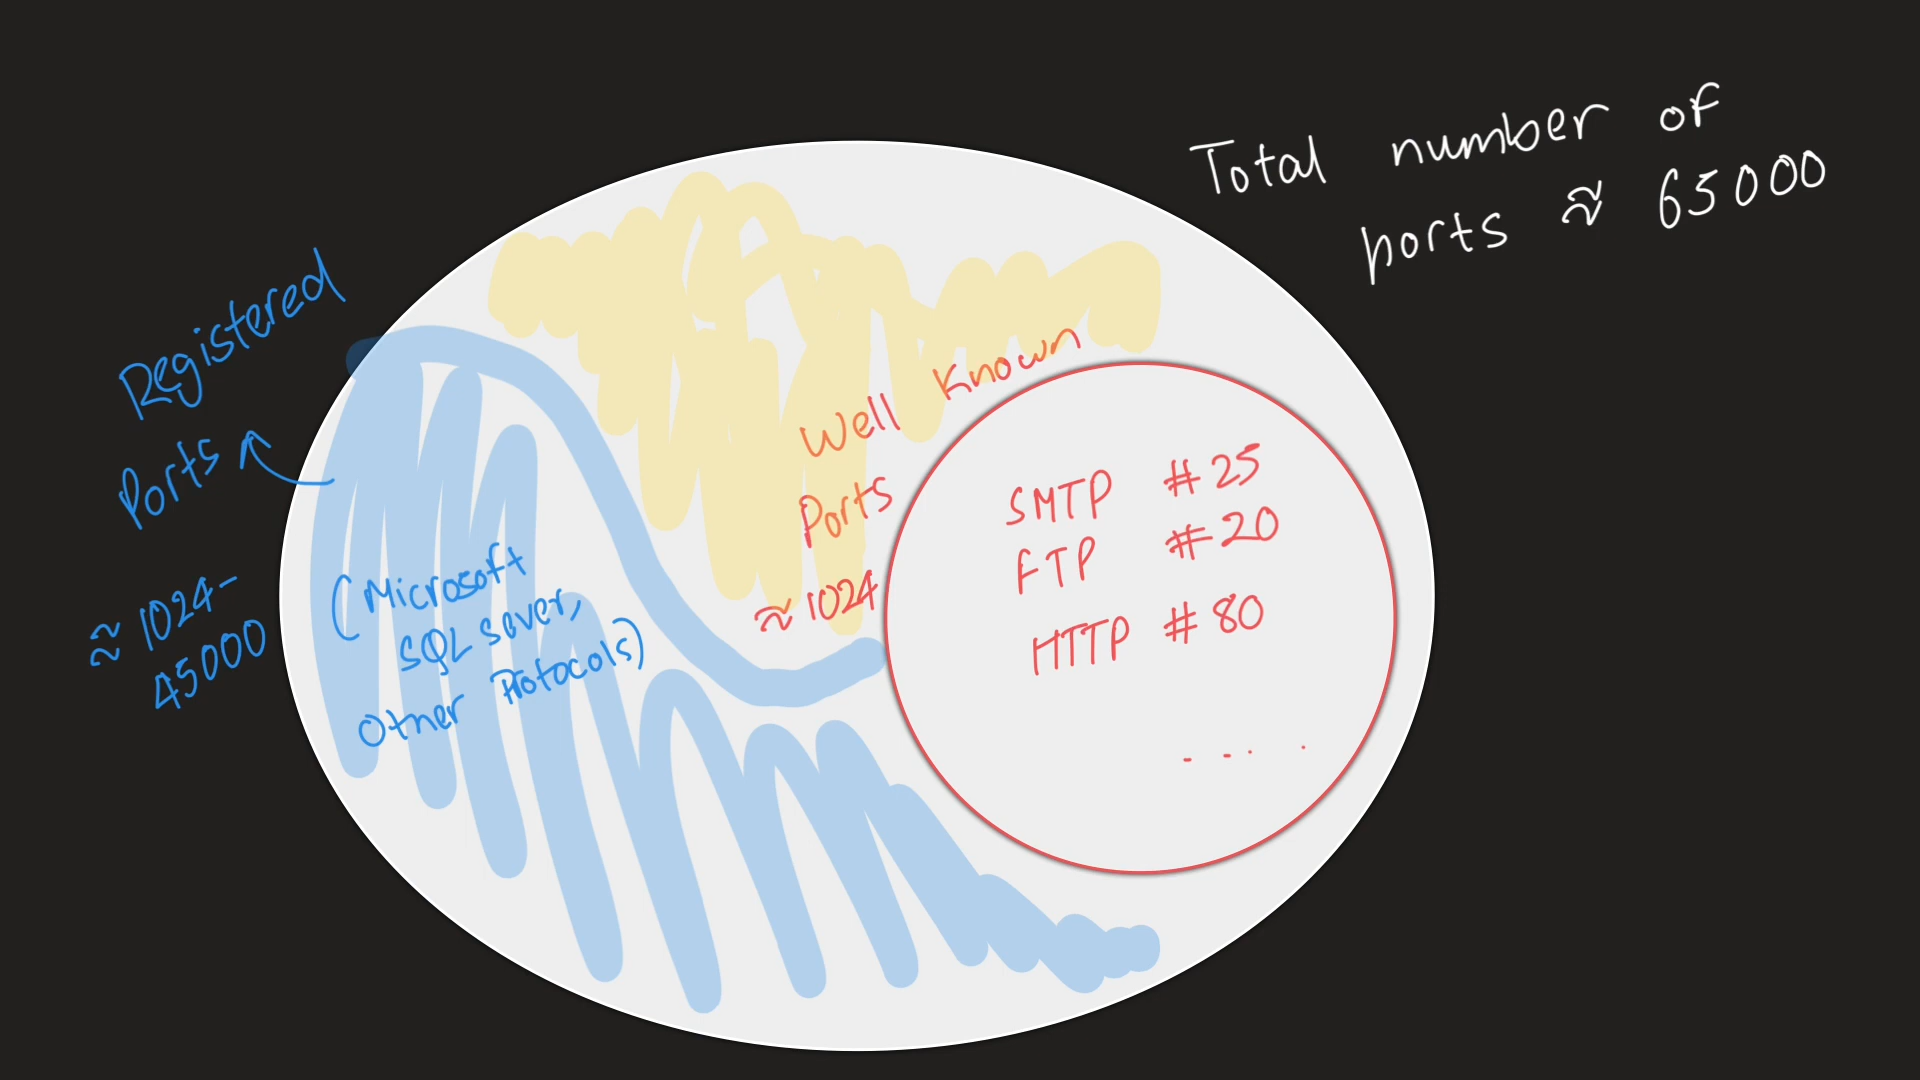 Total number of
ports ≈ 65000
Registered
Ports
≈ 1024-
45000
(Microsoft
SQL sever,
Other Protocols)
Well Known
Ports
≈ 1024
SMTP #25
FTP #20
HTTP #80
....